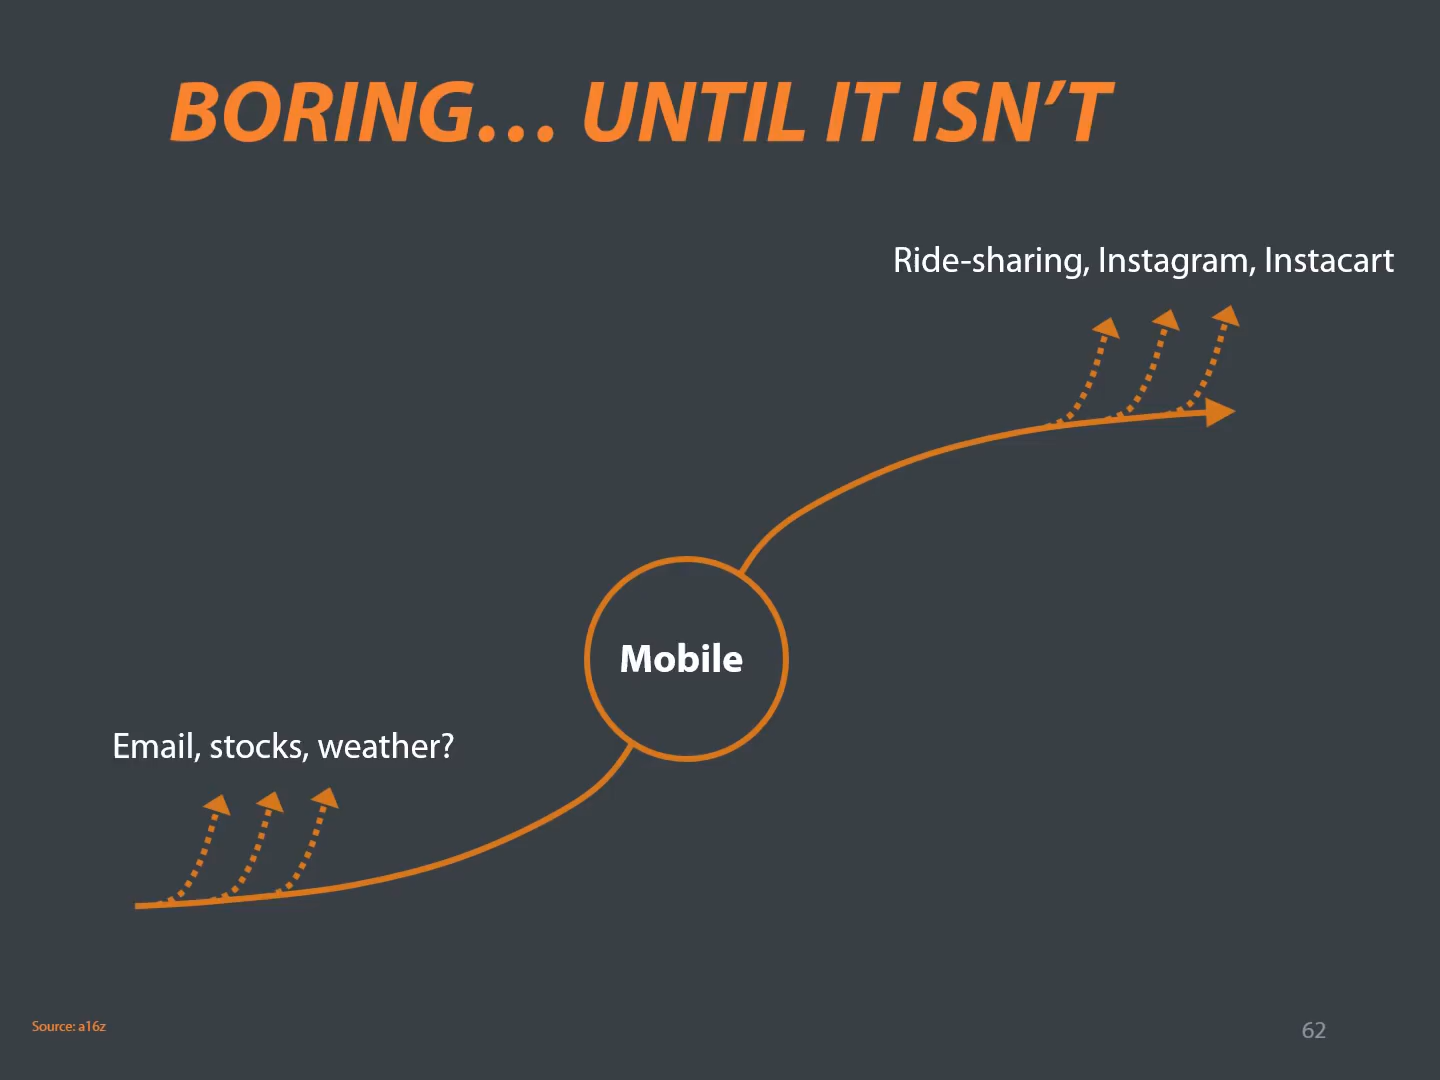 BORING… UNTIL IT ISN’T
Ride-sharing, Instagram, Instacart
Mobile
Email, stocks, weather?
Source: a16z
62